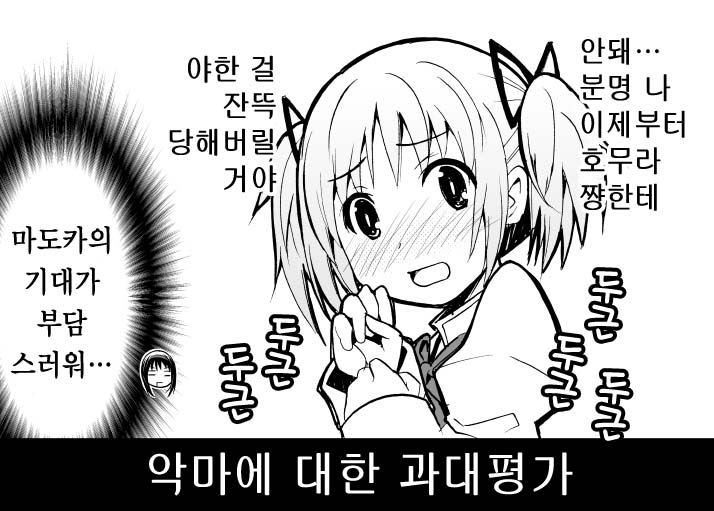 안돼…
분명 나
이제부터
호무라
쨩한테
야한 걸
잔뜩
당해버릴
거야
두근
두근
두근
두근
두근
마도카의
기대가
부담
스러워…
악마에 대한 과대평가